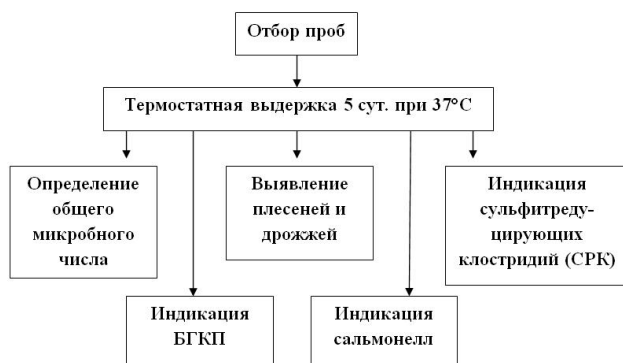 Отбор проб
Термостатная выдержка 5 сут. при 37°С
Определение
общего
микробного
числа
Выявление
плесеней и
дрожжей
Индикация
сульфитреду-
цирующих
клостридий (СРК)
Индикация
БГКП
Индикация
сальмонелл